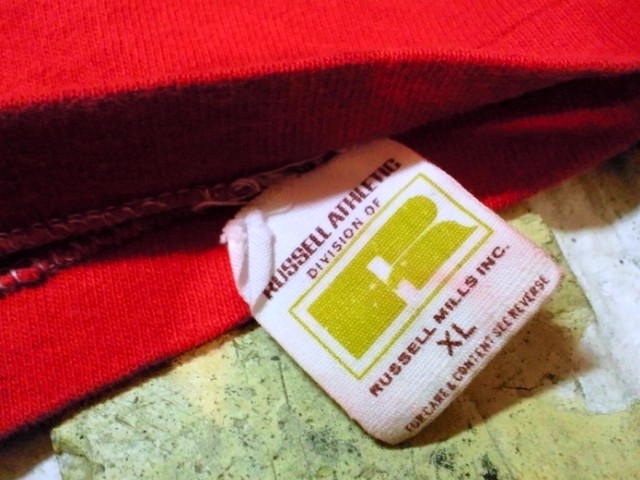 RUSSELL ATHLETIC
DIVISION OF
R
RUSSELL MILLS INC.
XL
FOR CARE & CONTENT SEE REVERSE